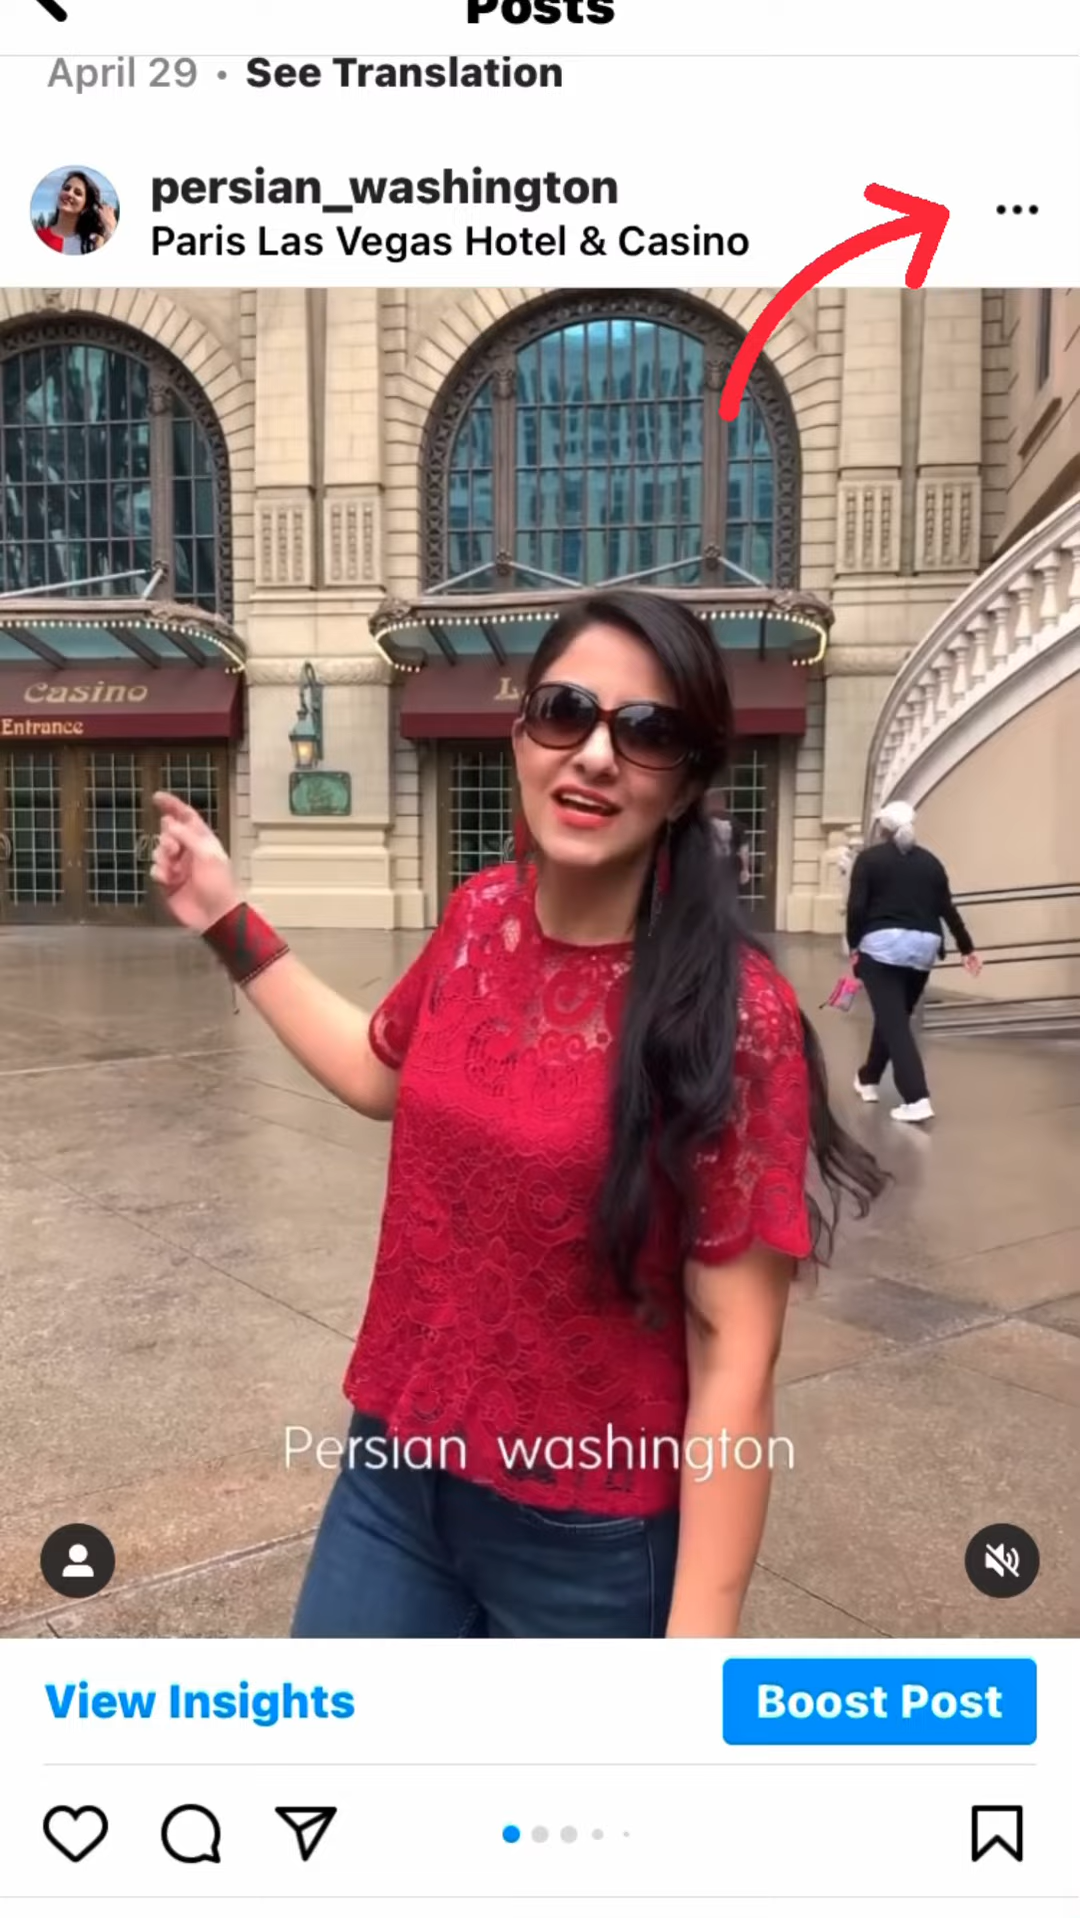 Posts
April 29 • See Translation
persian_washington
Paris Las Vegas Hotel & Casino
Casino
Entrance
Persian washington
View Insights
Boost Post